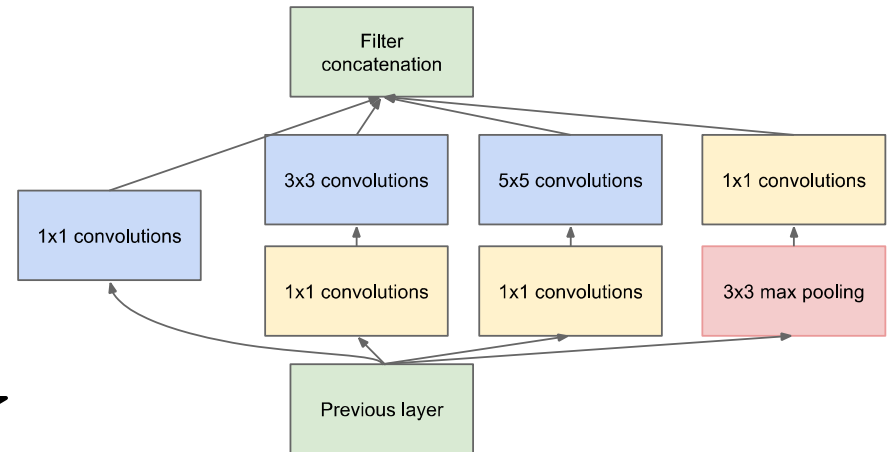 Filter
concatenation
3x3 convolutions
5x5 convolutions
1x1 convolutions
1x1 convolutions
1x1 convolutions
1x1 convolutions
3x3 max pooling
Previous layer